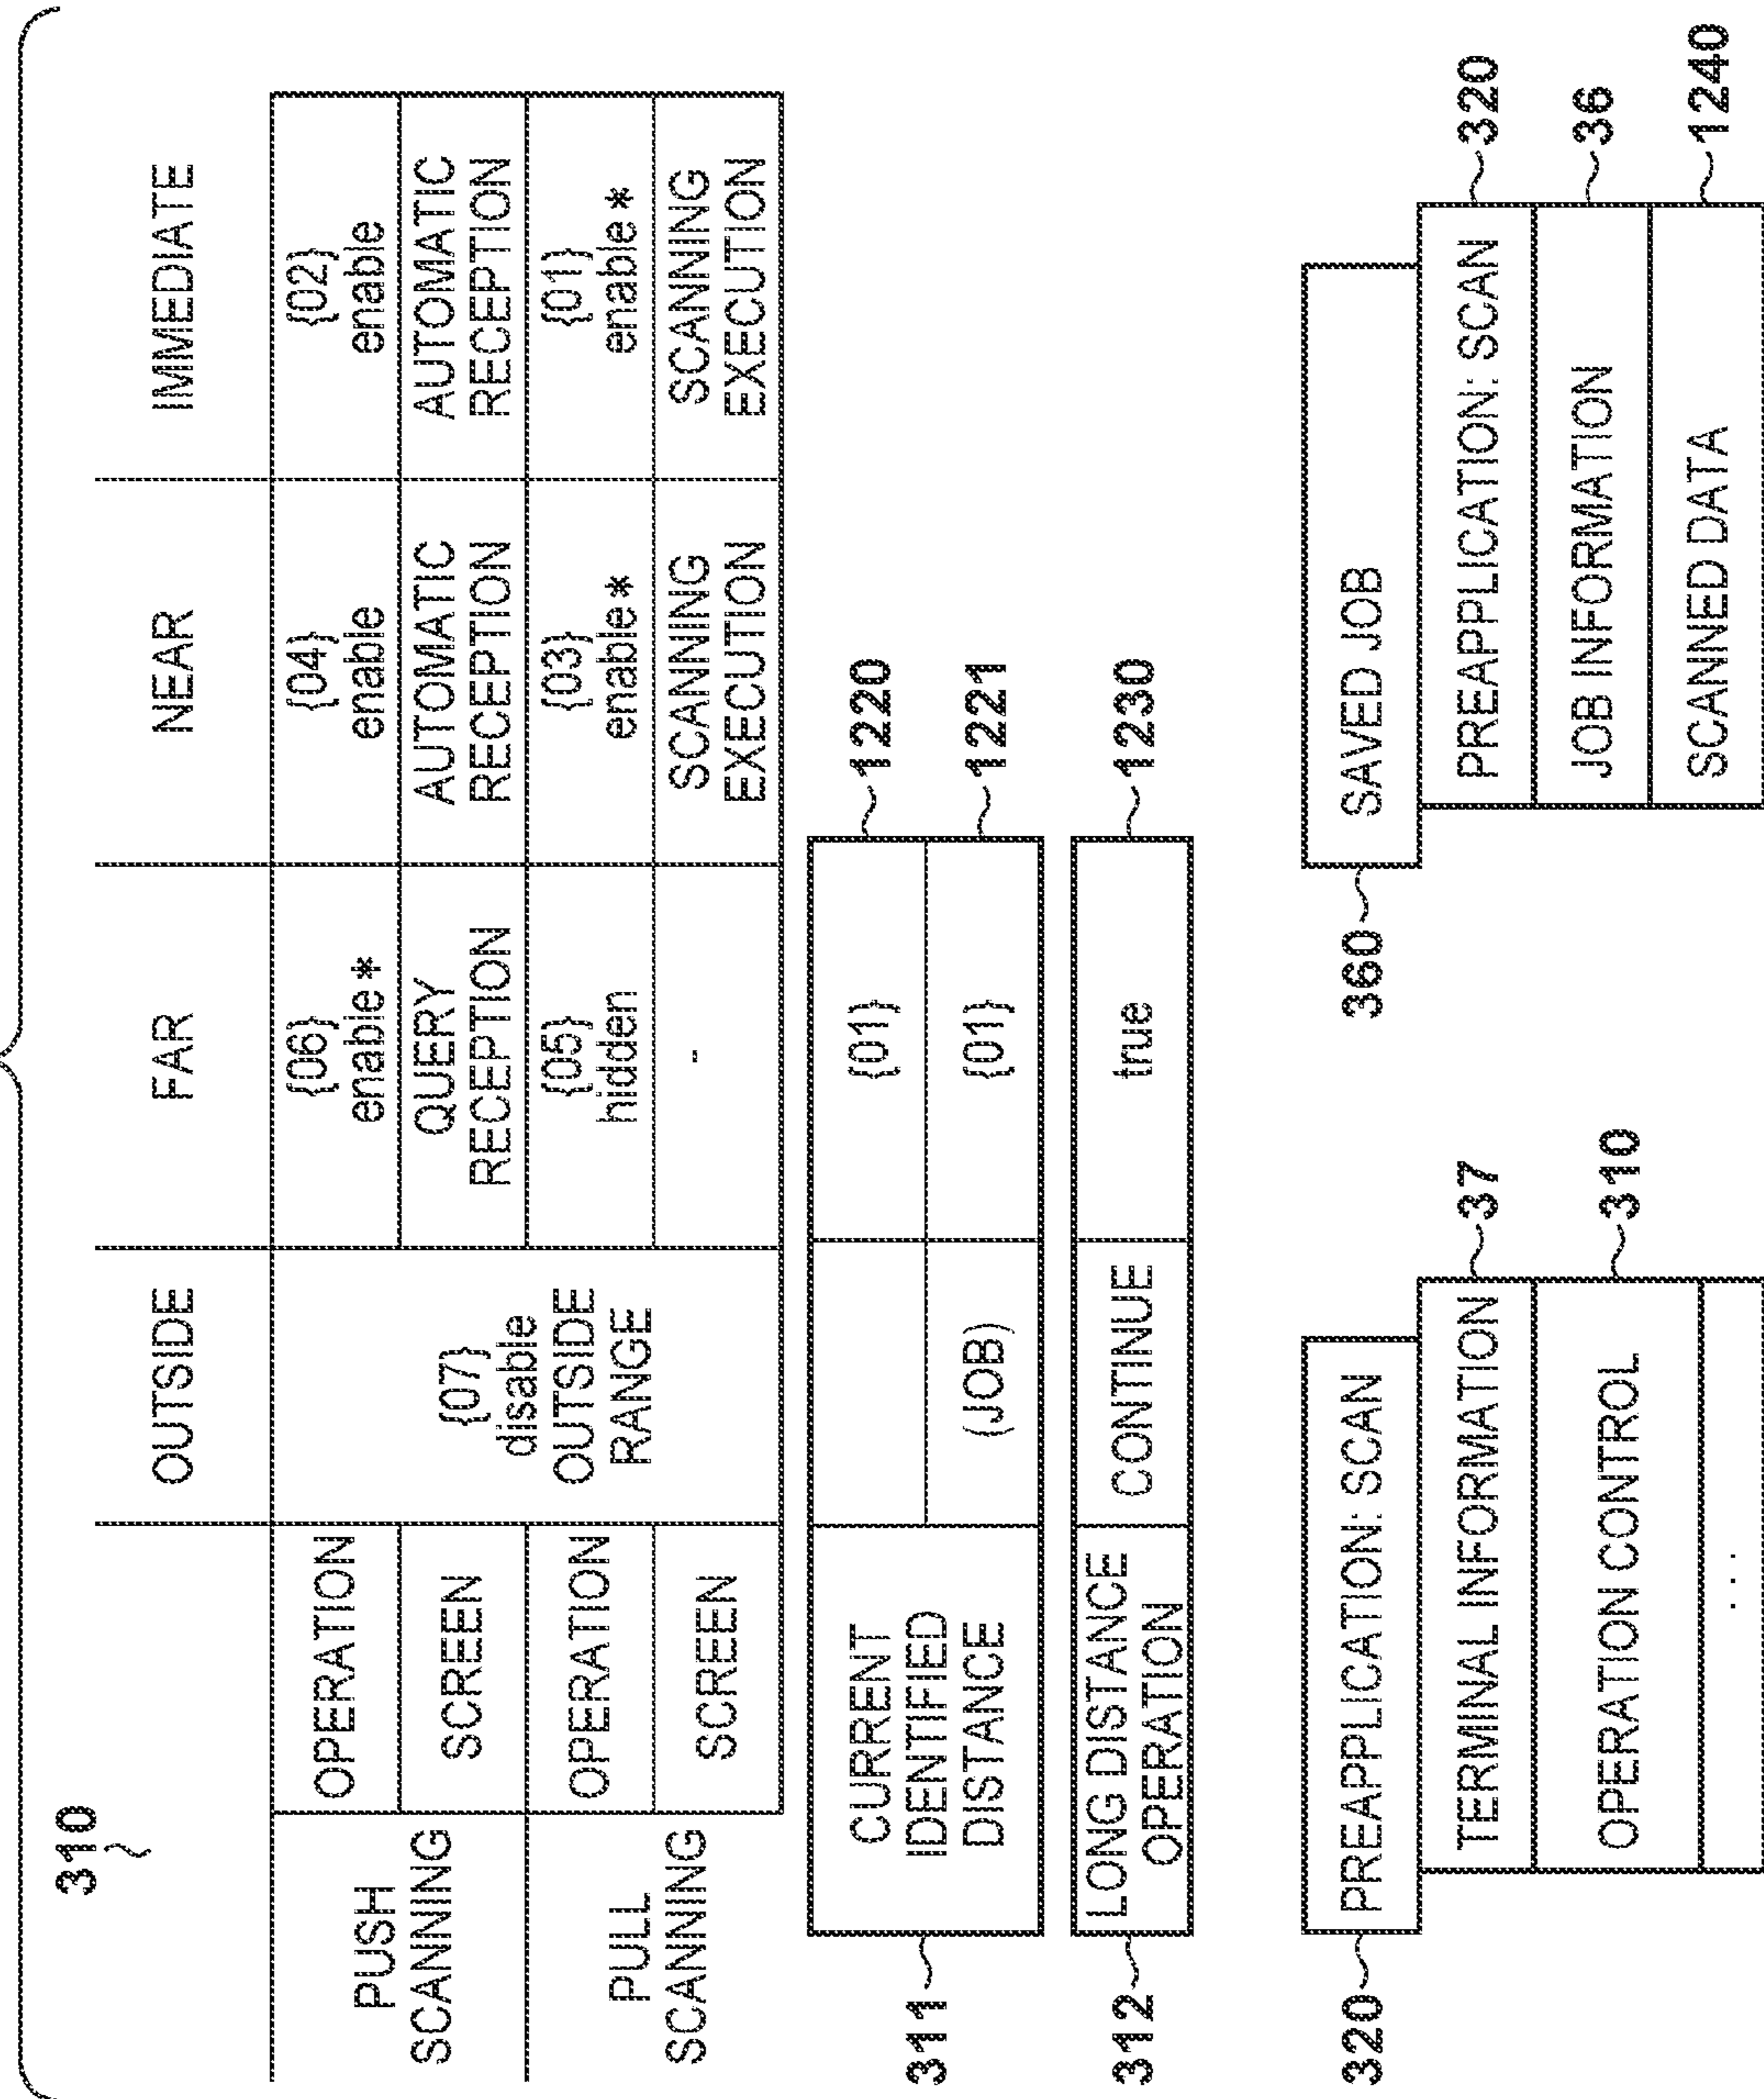 310
OUTSIDE
FAR
NEAR
IMMEDIATE
PUSH
SCANNING
OPERATION
{07}
disable
OUTSIDE
RANGE
{06}
enable*
{04}
enable
{02}
enable
SCREEN
QUERY
RECEPTION
AUTOMATIC
RECEPTION
AUTOMATIC
RECEPTION
PULL
SCANNING
OPERATION
{05}
hidden
{03}
enable*
{01}
enable*
SCREEN
-
SCANNING
EXECUTION
SCANNING
EXECUTION
311
CURRENT
IDENTIFIED
DISTANCE
{01}
1220
(JOB)
{01}
1221
312
LONG DISTANCE
OPERATION
CONTINUE
true
1230
320
PREAPPLICATION: SCAN
TERMINAL INFORMATION
37
OPERATION CONTROL
310
...
360
SAVED JOB
PREAPPLICATION: SCAN
320
JOB INFORMATION
36
SCANNED DATA
1240